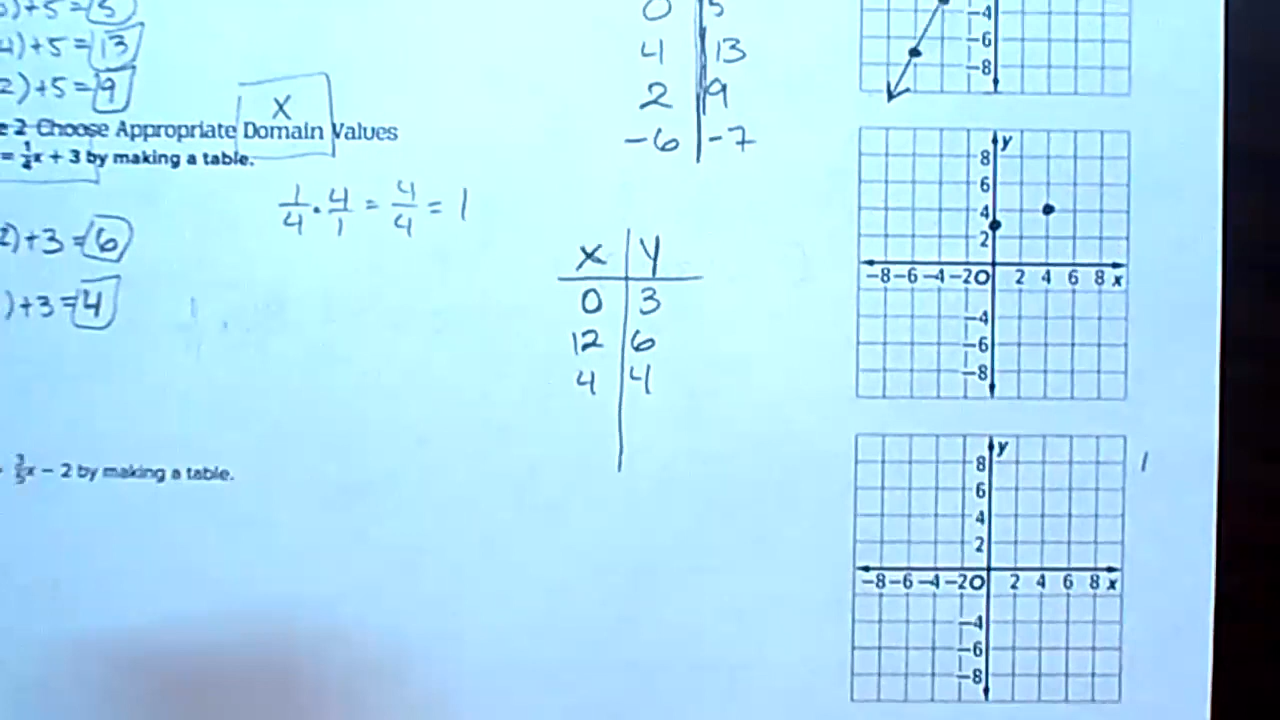 )+5=5
4)+5=13
2)+5=9
0 5
4 13
2 9
-6 -7
X
2 Choose Appropriate Domain Values
= 1/4x + 3 by making a table.
1/4 · 4/1 = 4/4 = 1
2)+3=6
)+3=4
x y
0 3
12 6
4 4
3/5x − 2 by making a table.
−4
−6
−8
y
8
6
4
2
−8 −6 −4 −2 O 2 4 6 8 x
−4
−6
−8
y
8
6
4
2
−8 −6 −4 −2 O 2 4 6 8 x
−4
−6
−8